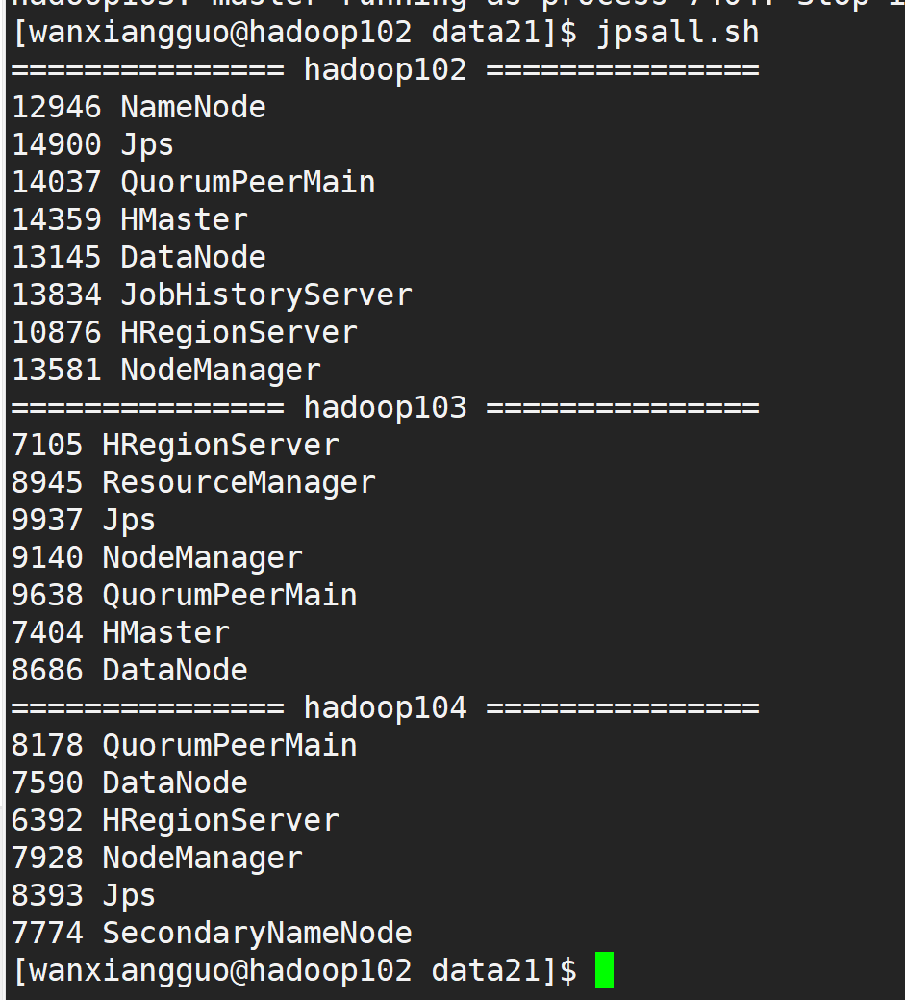 hadoop103: master running as process 7404. Stop i
[wanxiangguo@hadoop102 data21]$ jpsall.sh
=============== hadoop102 ===============
12946 NameNode
14900 Jps
14037 QuorumPeerMain
14359 HMaster
13145 DataNode
13834 JobHistoryServer
10876 HRegionServer
13581 NodeManager
=============== hadoop103 ===============
7105 HRegionServer
8945 ResourceManager
9937 Jps
9140 NodeManager
9638 QuorumPeerMain
7404 HMaster
8686 DataNode
=============== hadoop104 ===============
8178 QuorumPeerMain
7590 DataNode
6392 HRegionServer
7928 NodeManager
8393 Jps
7774 SecondaryNameNode
[wanxiangguo@hadoop102 data21]$